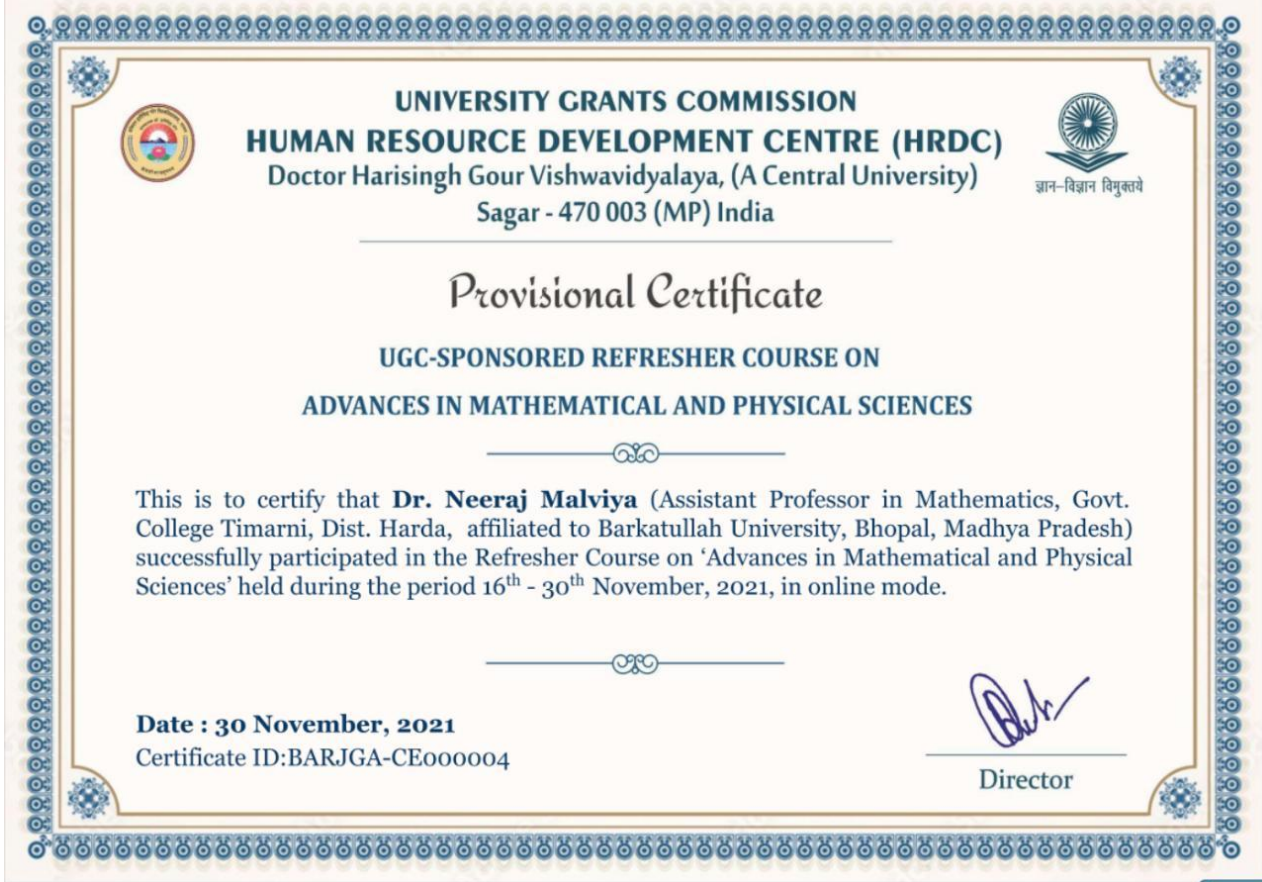 UNIVERSITY GRANTS COMMISSION
HUMAN RESOURCE DEVELOPMENT CENTRE (HRDC)
Doctor Harisingh Gour Vishwavidyalaya, (A Central University)
Sagar - 470 003 (MP) India
ज्ञान-विज्ञान विमुक्तये
Provisional Certificate
UGC-SPONSORED REFRESHER COURSE ON
ADVANCES IN MATHEMATICAL AND PHYSICAL SCIENCES
This is to certify that Dr. Neeraj Malviya (Assistant Professor in Mathematics, Govt.
College Timarni, Dist. Harda, affiliated to Barkatullah University, Bhopal, Madhya Pradesh)
successfully participated in the Refresher Course on ‘Advances in Mathematical and Physical
Sciences’ held during the period 16th - 30th November, 2021, in online mode.
Date : 30 November, 2021
Certificate ID:BARJGA-CE000004
Director